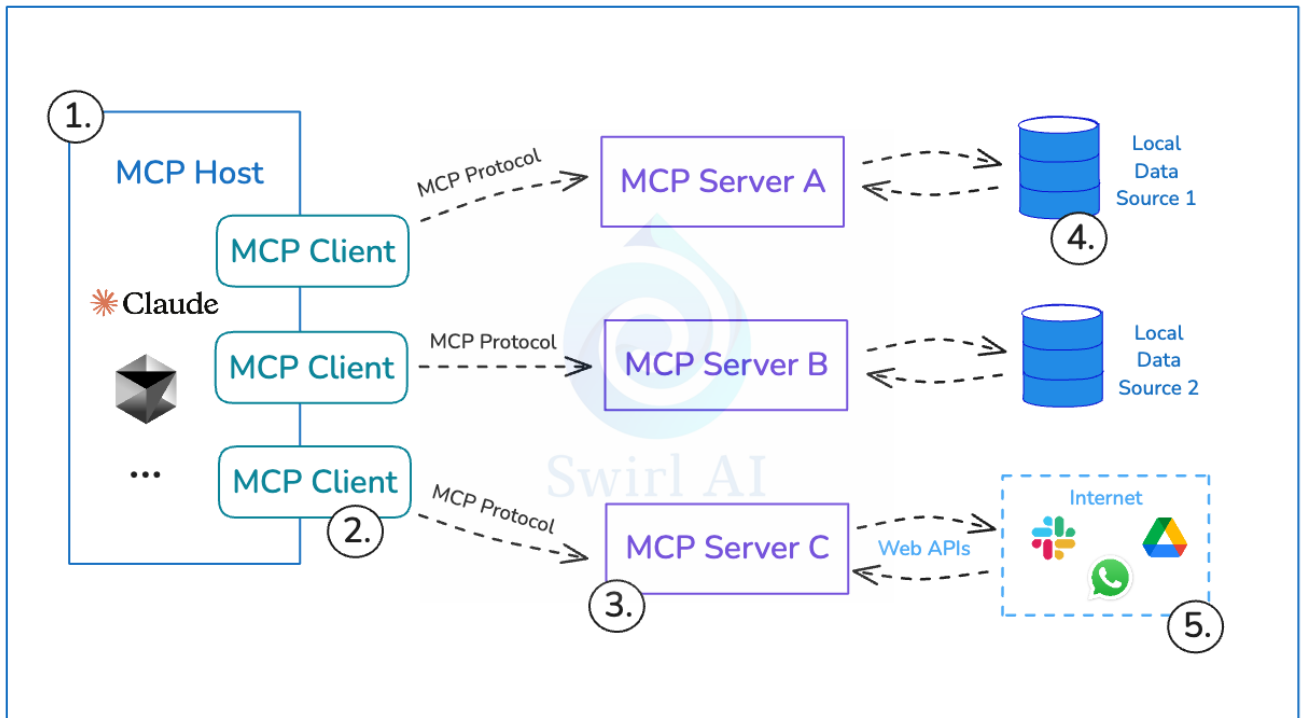 1.
MCP Host
MCP Client
Claude
MCP Client
...
MCP Client
2.
MCP Protocol
MCP Protocol
MCP Protocol
MCP Server A
MCP Server B
Swirl AI
MCP Server C
3.
Local
Data
Source 1
4.
Local
Data
Source 2
Web APIs
Internet
5.